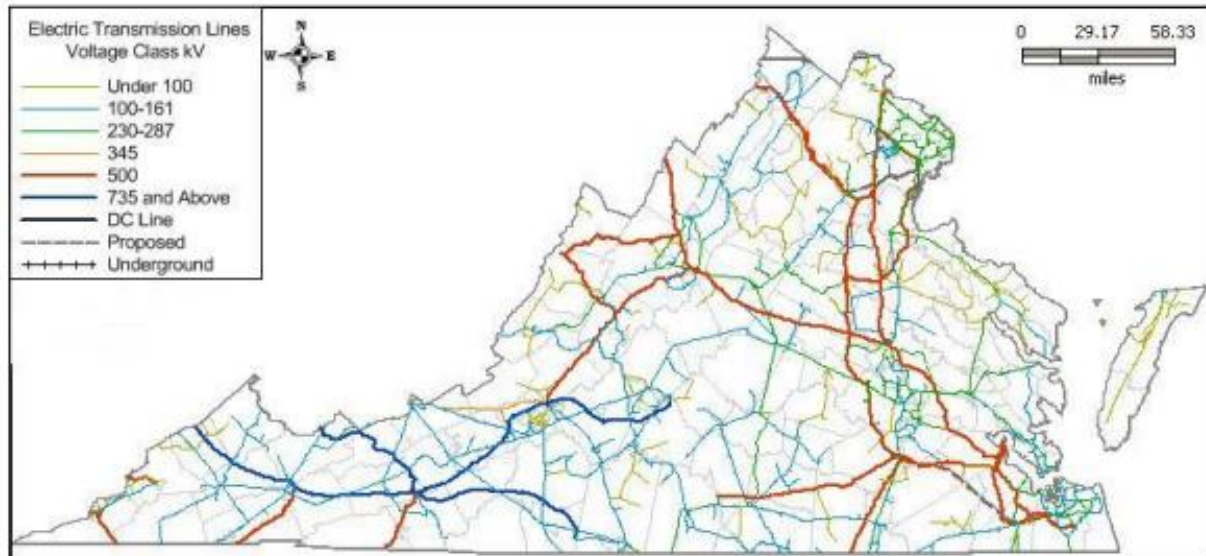 Electric Transmission Lines
Voltage Class kV
Under 100
100-161
230-287
345
500
735 and Above
DC Line
Proposed
Underground
N
W E
S
0 29.17 58.33
miles